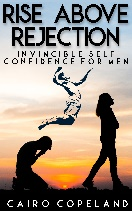 RISE ABOVE
REJECTION
INVINCIBLE SELF
CONFIDENCE FOR MEN
CAIRO COPELAND